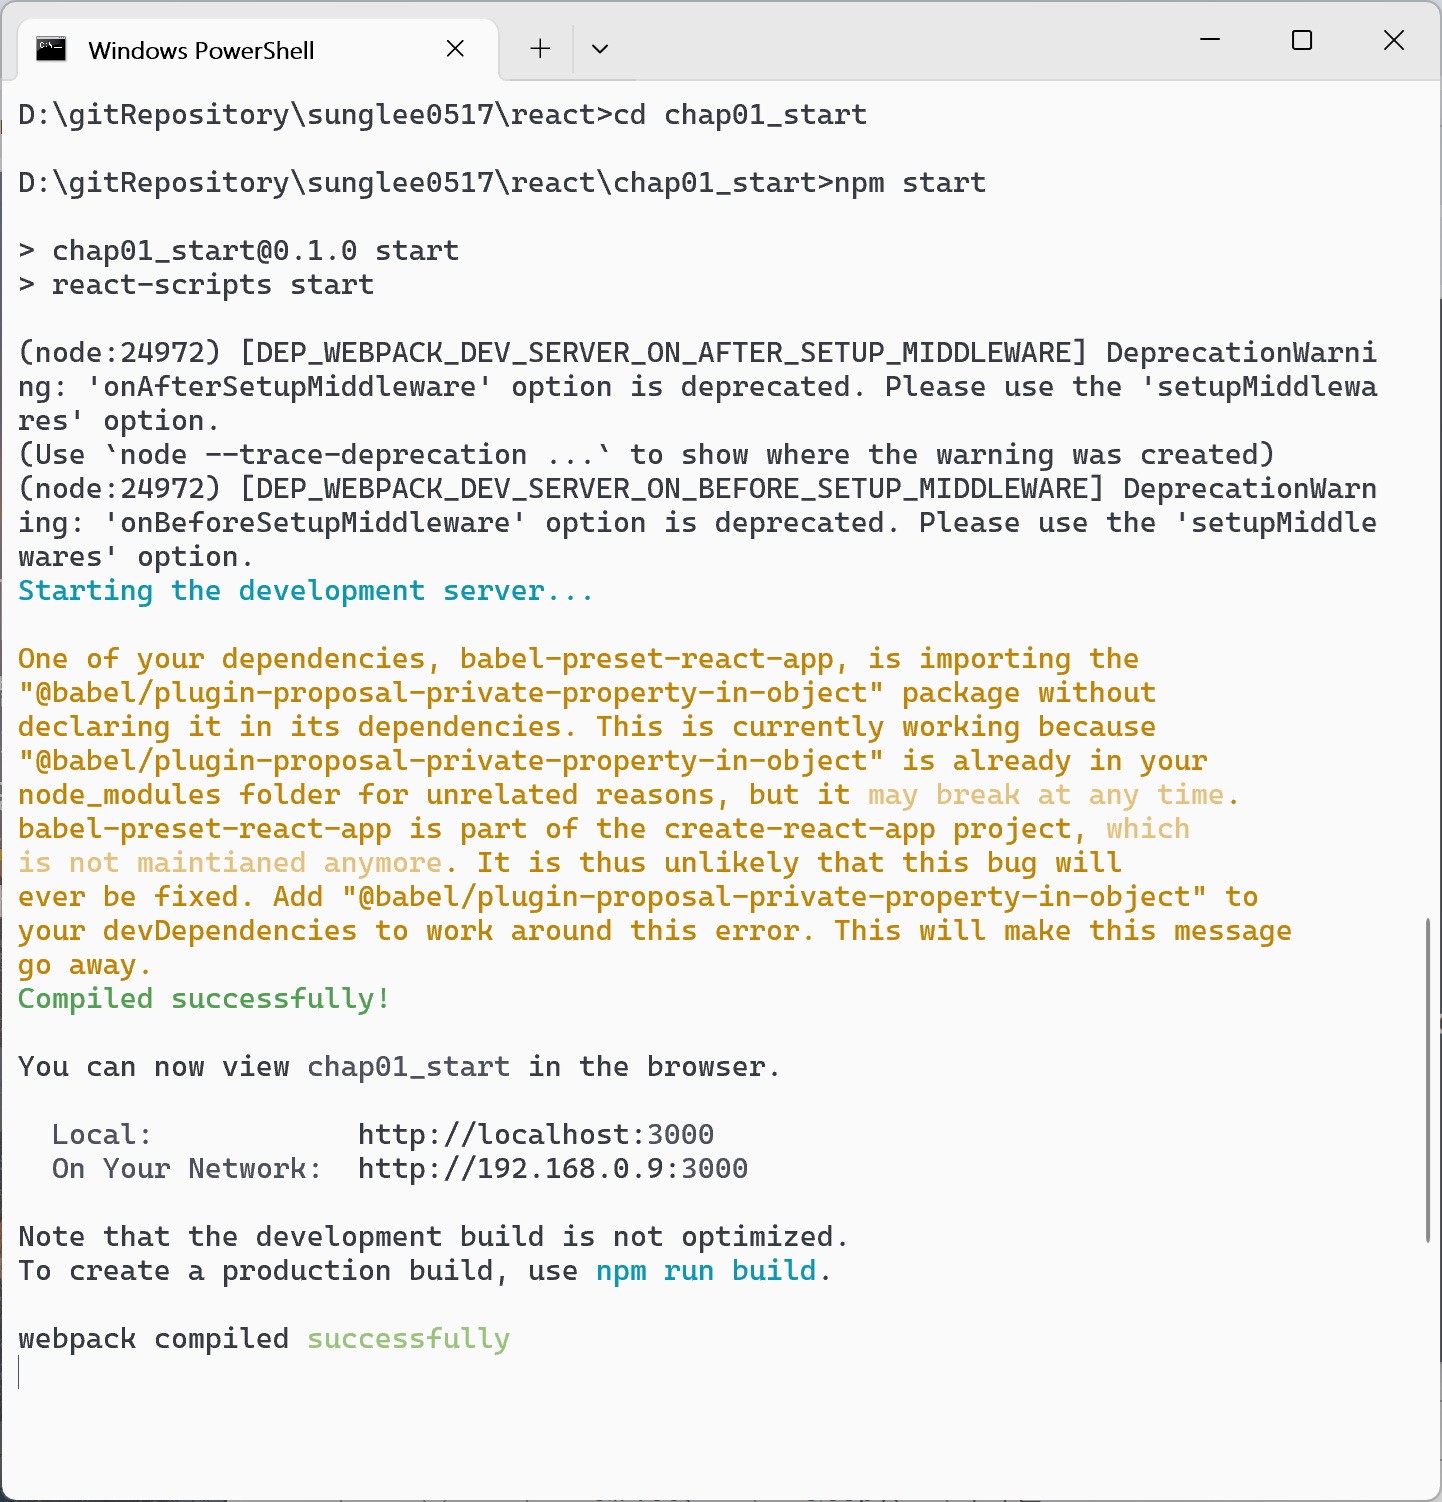 Windows PowerShell
D:\gitRepository\sunglee0517\react>cd chap01_start
D:\gitRepository\sunglee0517\react\chap01_start>npm start
> chap01_start@0.1.0 start
> react-scripts start
(node:24972) [DEP_WEBPACK_DEV_SERVER_ON_AFTER_SETUP_MIDDLEWARE] DeprecationWarni
ng: 'onAfterSetupMiddleware' option is deprecated. Please use the 'setupMiddlewa
res' option.
(Use `node --trace-deprecation ...` to show where the warning was created)
(node:24972) [DEP_WEBPACK_DEV_SERVER_ON_BEFORE_SETUP_MIDDLEWARE] DeprecationWarn
ing: 'onBeforeSetupMiddleware' option is deprecated. Please use the 'setupMiddle
wares' option.
Starting the development server...
One of your dependencies, babel-preset-react-app, is importing the
"@babel/plugin-proposal-private-property-in-object" package without
declaring it in its dependencies. This is currently working because
"@babel/plugin-proposal-private-property-in-object" is already in your
node_modules folder for unrelated reasons, but it may break at any time.
babel-preset-react-app is part of the create-react-app project, which
is not maintianed anymore. It is thus unlikely that this bug will
ever be fixed. Add "@babel/plugin-proposal-private-property-in-object" to
your devDependencies to work around this error. This will make this message
go away.
Compiled successfully!
You can now view chap01_start in the browser.
Local: http://localhost:3000
On Your Network: http://192.168.0.9:3000
Note that the development build is not optimized.
To create a production build, use npm run build.
webpack compiled successfully